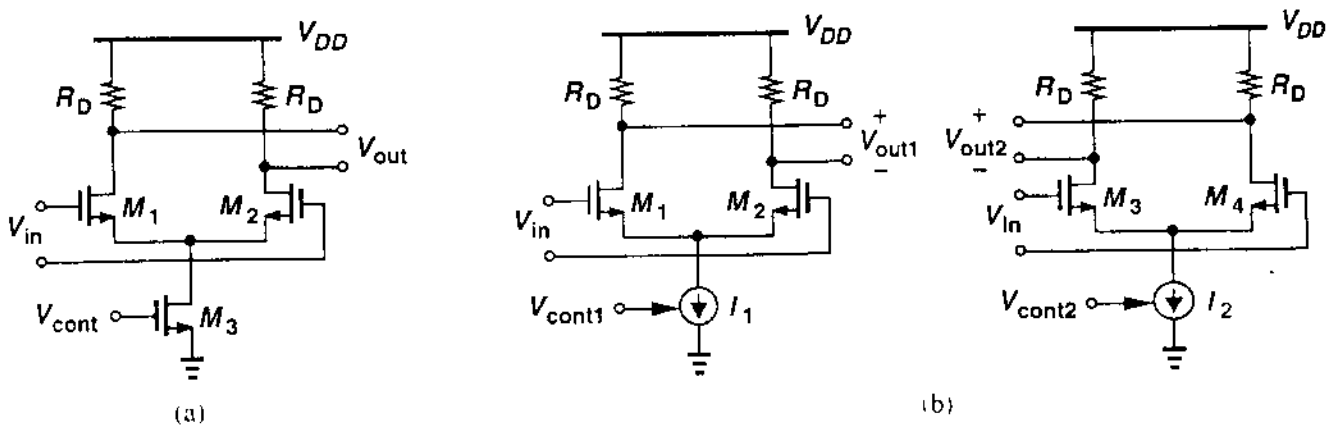 V_DD
R_D
R_D
V_out
M_1
M_2
V_in
V_cont
M_3
(a)
V_DD
R_D
R_D
+
V_out1
−
M_1
M_2
V_in
V_cont1
I_1
V_DD
R_D
R_D
+
V_out2
−
M_3
M_4
V_In
V_cont2
I_2
(b)